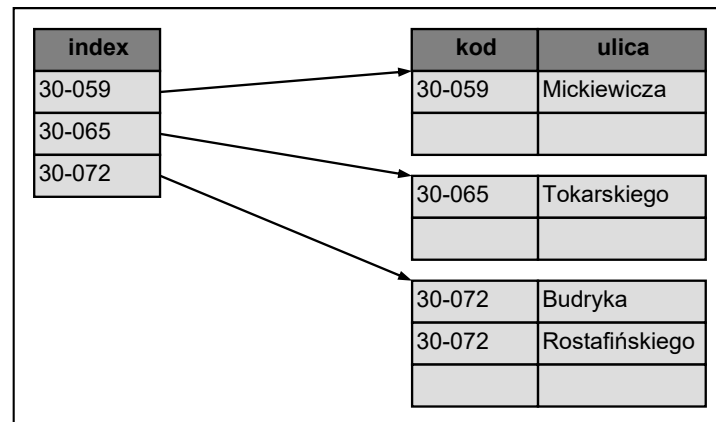 index
30-059
30-065
30-072
kod ulica
30-059 Mickiewicza
30-065 Tokarskiego
30-072 Budryka
30-072 Rostafińskiego